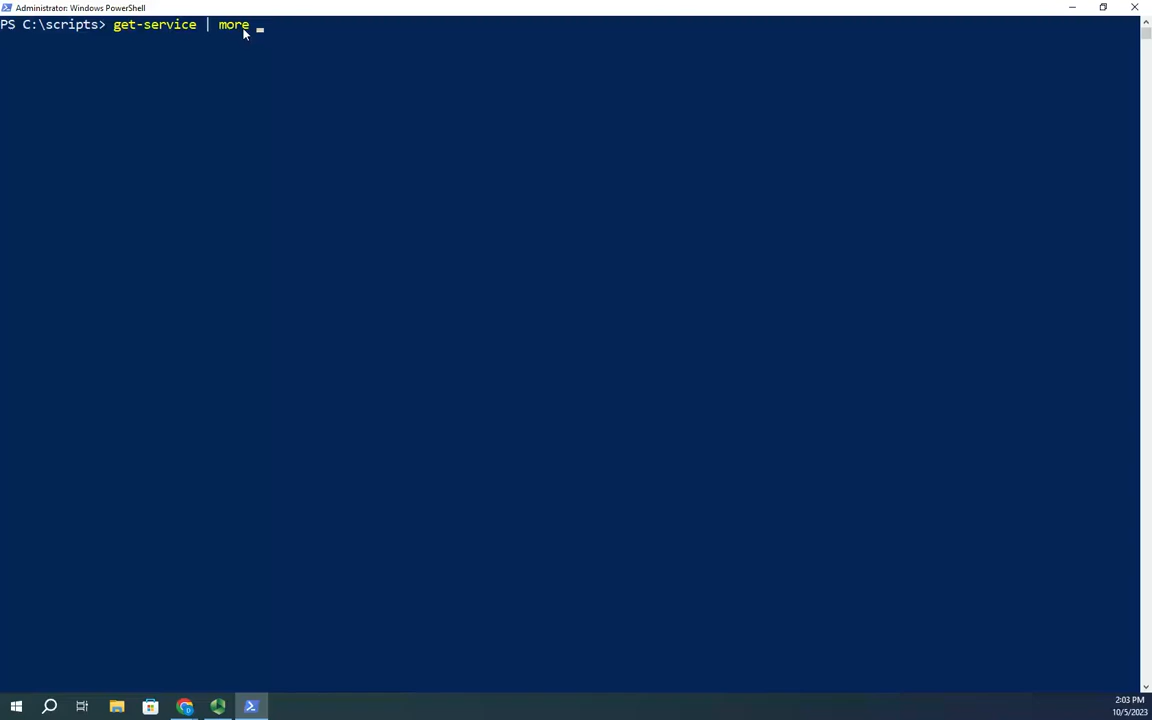 Administrator: Windows PowerShell
PS C:\scripts> get-service | more
2:03 PM
10/5/2023